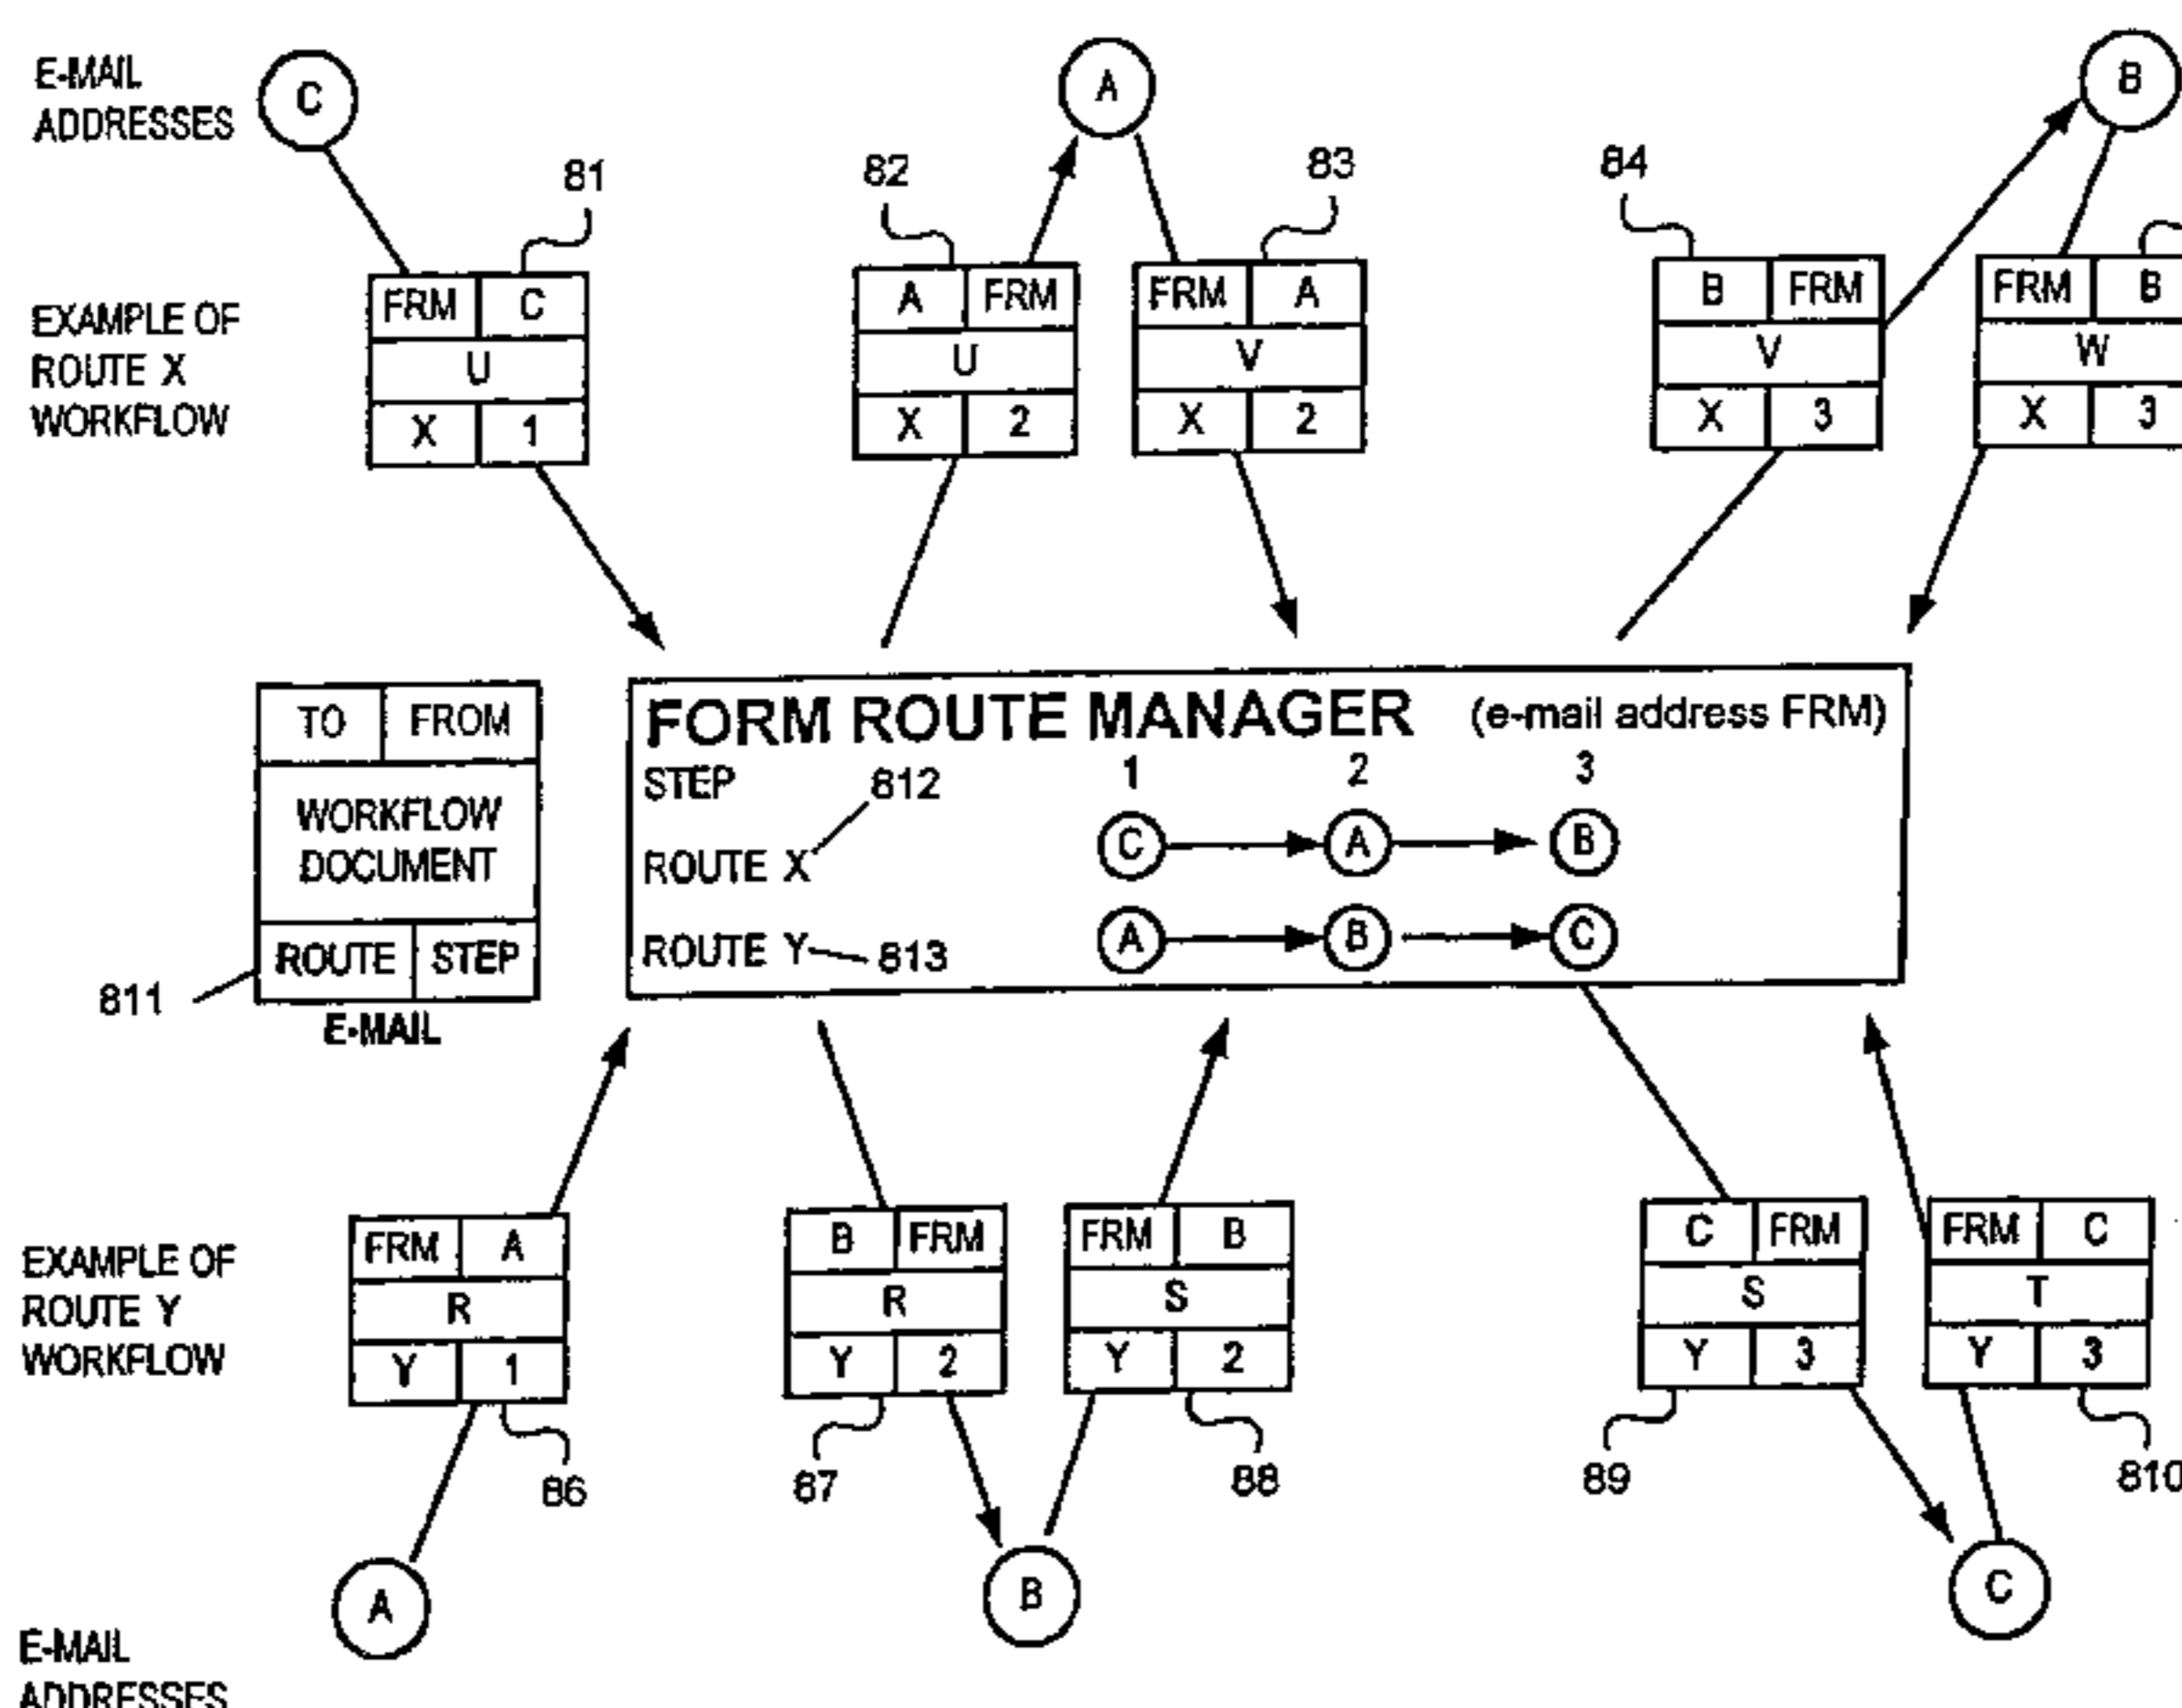 E-MAIL
ADDRESSES
C
A
B
81
82
83
84
EXAMPLE OF
ROUTE X
WORKFLOW
FRM C
U
X 1
A FRM
U
X 2
FRM A
V
X 2
B FRM
V
X 3
FRM B
W
X 3
TO FROM
WORKFLOW
DOCUMENT
ROUTE STEP
E-MAIL
811
FORM ROUTE MANAGER (e-mail address FRM)
STEP 1 2 3
812
ROUTE X C A B
ROUTE Y 813 A B C
EXAMPLE OF
ROUTE Y
WORKFLOW
FRM A
R
Y 1
B FRM
R
Y 2
FRM B
S
Y 2
C FRM
S
Y 3
FRM C
T
Y 3
86
87
88
89
810
A
B
C
E-MAIL
ADDRESSES